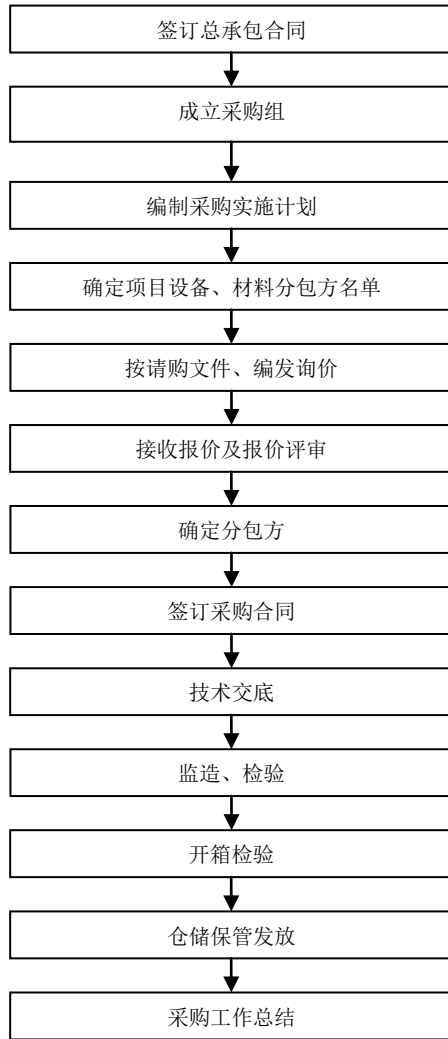 签订总承包合同
成立采购组
编制采购实施计划
确定项目设备、材料分包方名单
按请购文件、编发询价
接收报价及报价评审
确定分包方
签订采购合同
技术交底
监造、检验
开箱检验
仓储保管发放
采购工作总结